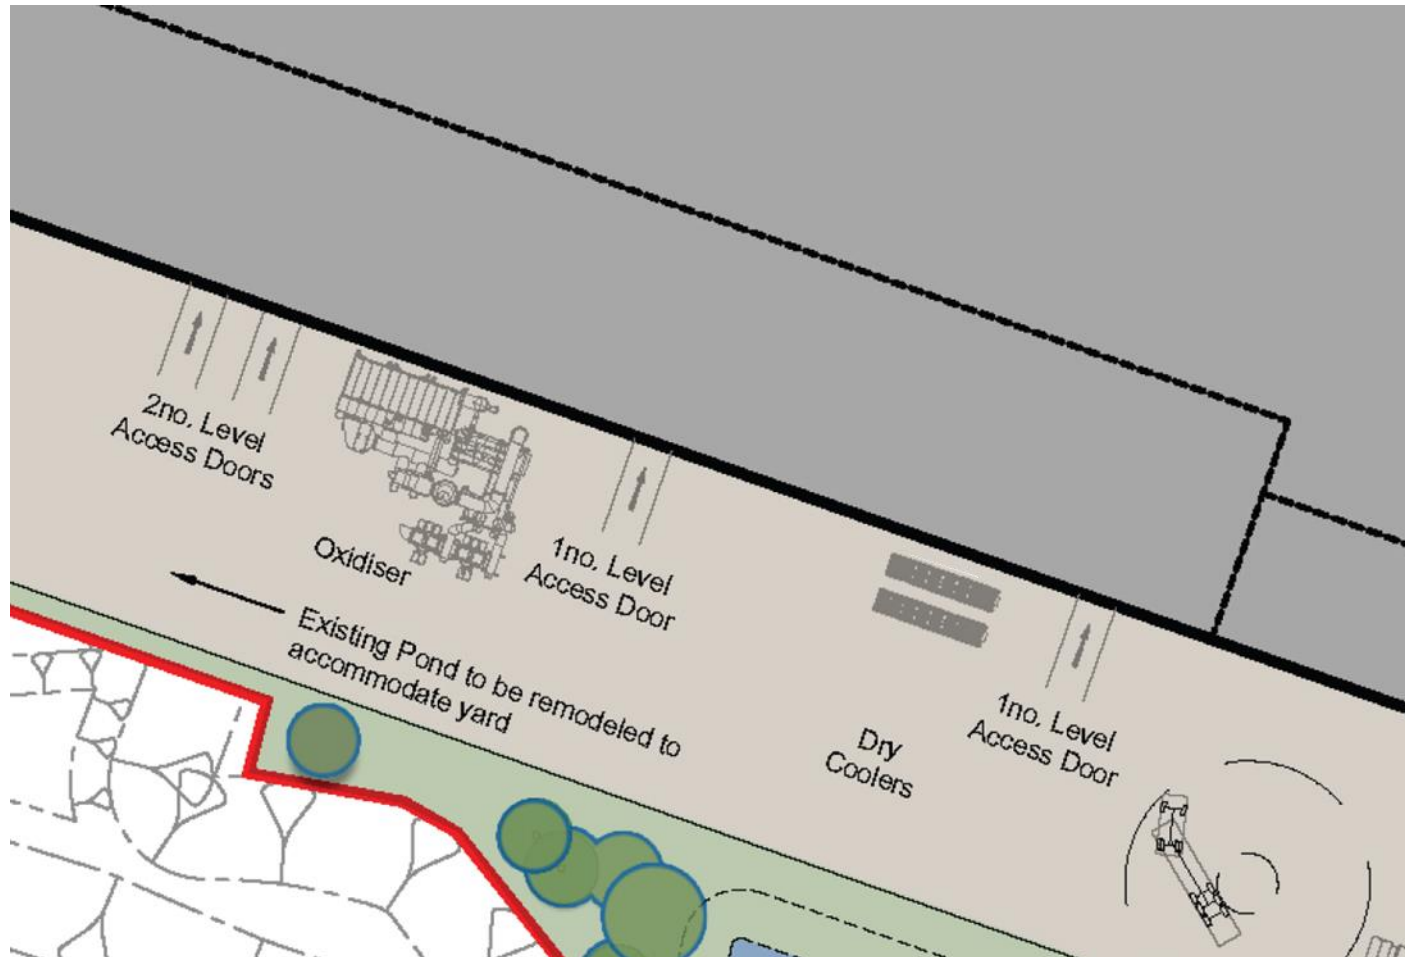 2no. Level
Access Doors
Oxidiser
1no. Level
Access Door
Existing Pond to be remodeled to
accommodate yard
Dry
Coolers
1no. Level
Access Door